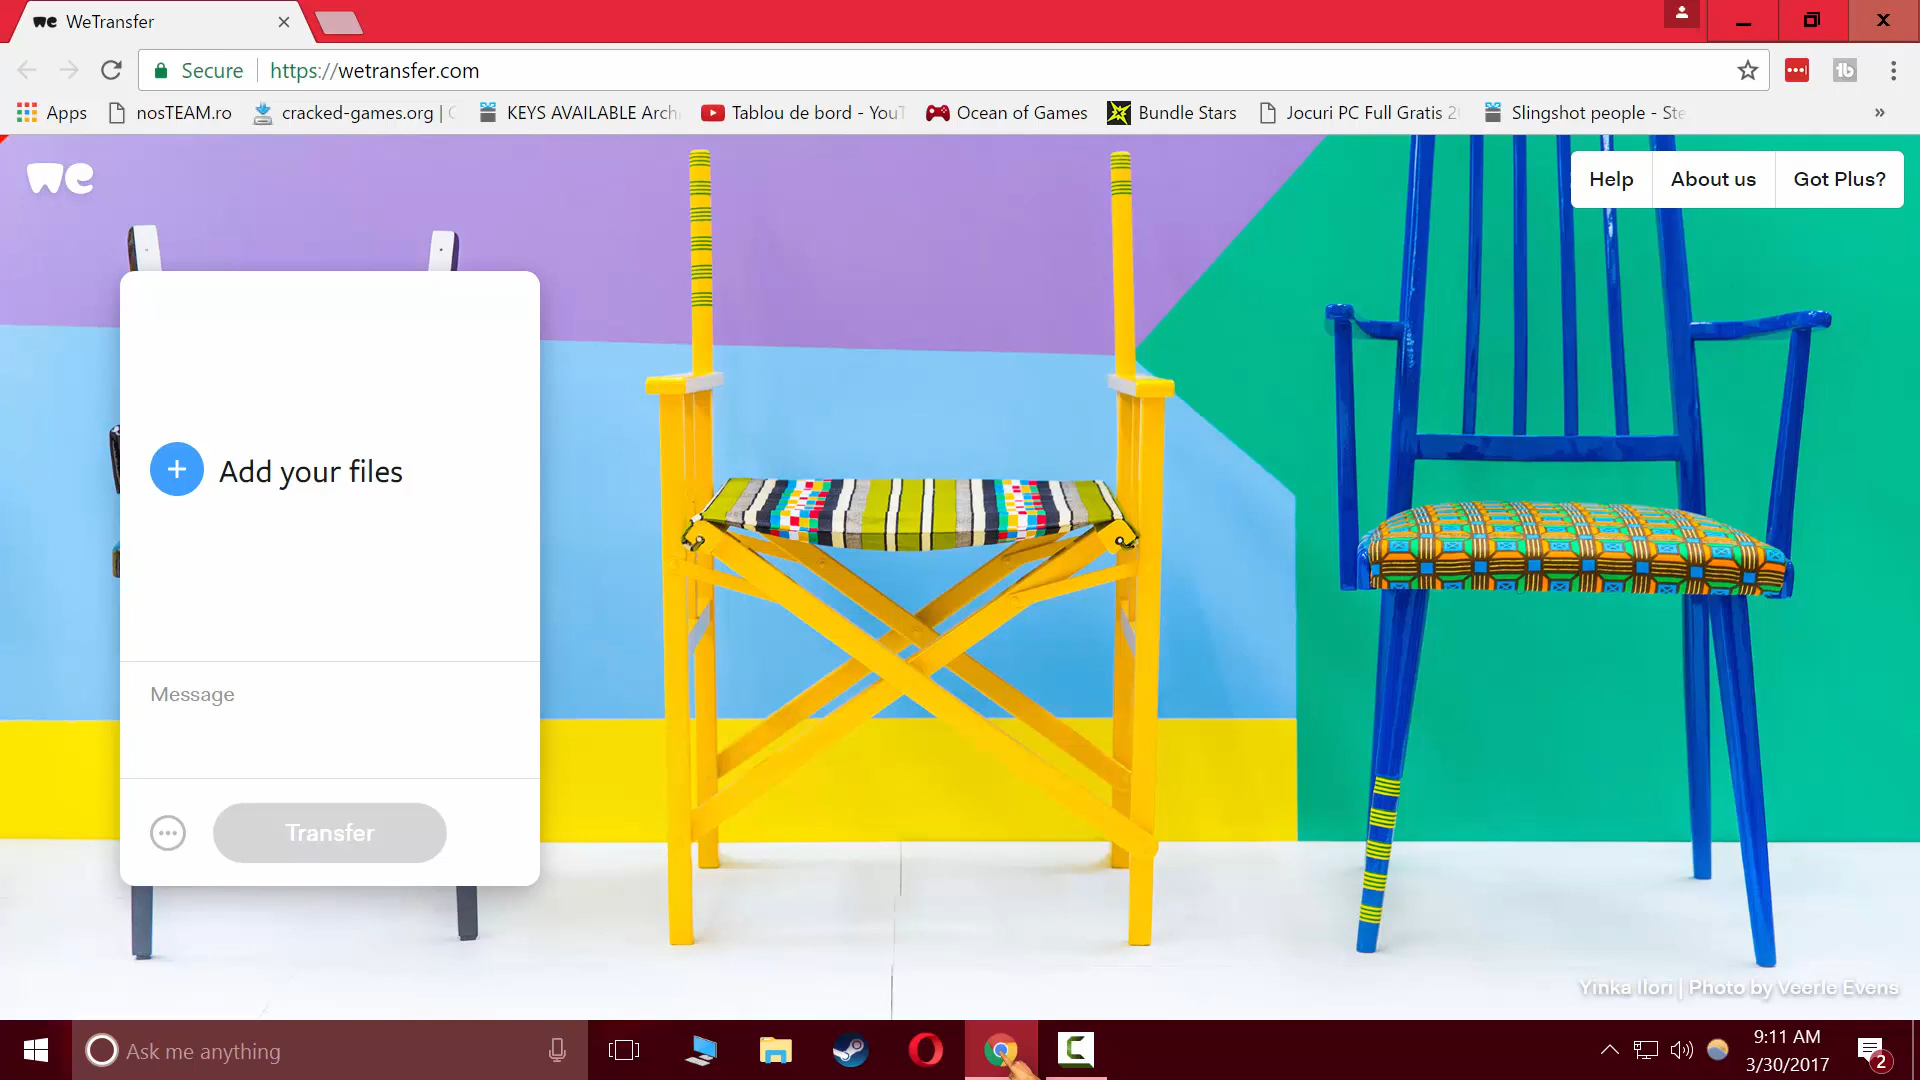 WeTransfer
Secure
https://wetransfer.com
Apps
nosTEAM.ro
cracked-games.org |
KEYS AVAILABLE Arch
Tablou de bord - YouT
Ocean of Games
Bundle Stars
Jocuri PC Full Gratis 2
Slingshot people - Ste
we
Help
About us
Got Plus?
Add your files
Message
Transfer
Yinka Ilori | Photo by Veerle Evens
Ask me anything
9:11 AM
3/30/2017
2